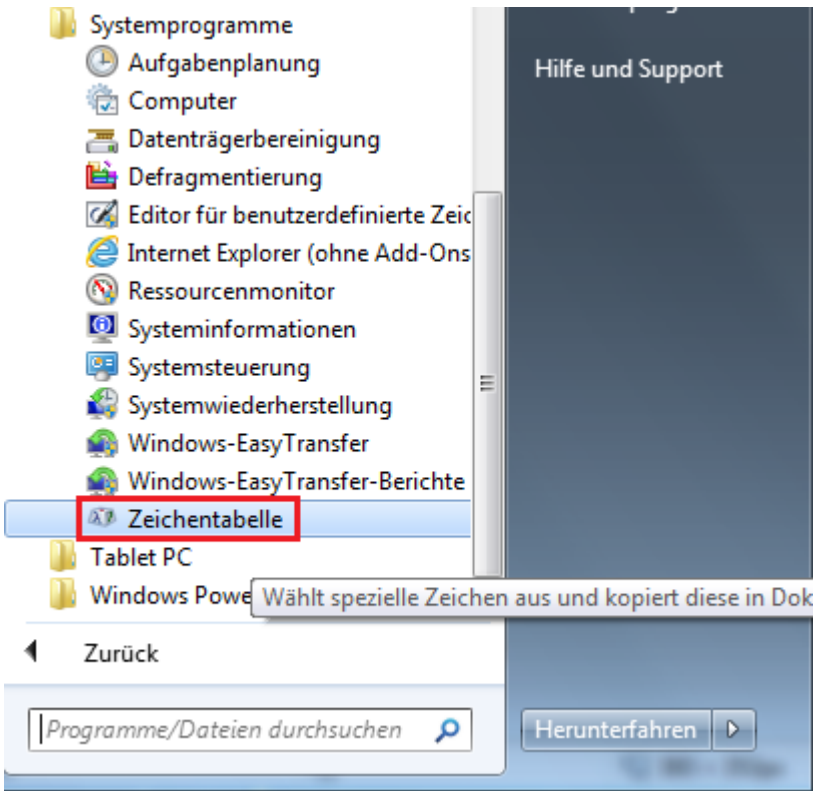 Systemprogramme
Aufgabenplanung
Computer
Datenträgerbereinigung
Defragmentierung
Editor für benutzerdefinierte Zeic
Internet Explorer (ohne Add-Ons
Ressourcenmonitor
Systeminformationen
Systemsteuerung
Systemwiederherstellung
Windows-EasyTransfer
Windows-EasyTransfer-Berichte
Zeichentabelle
Tablet PC
Windows Powe
Wählt spezielle Zeichen aus und kopiert diese in Dok
Zurück
Programme/Dateien durchsuchen
Hilfe und Support
Herunterfahren